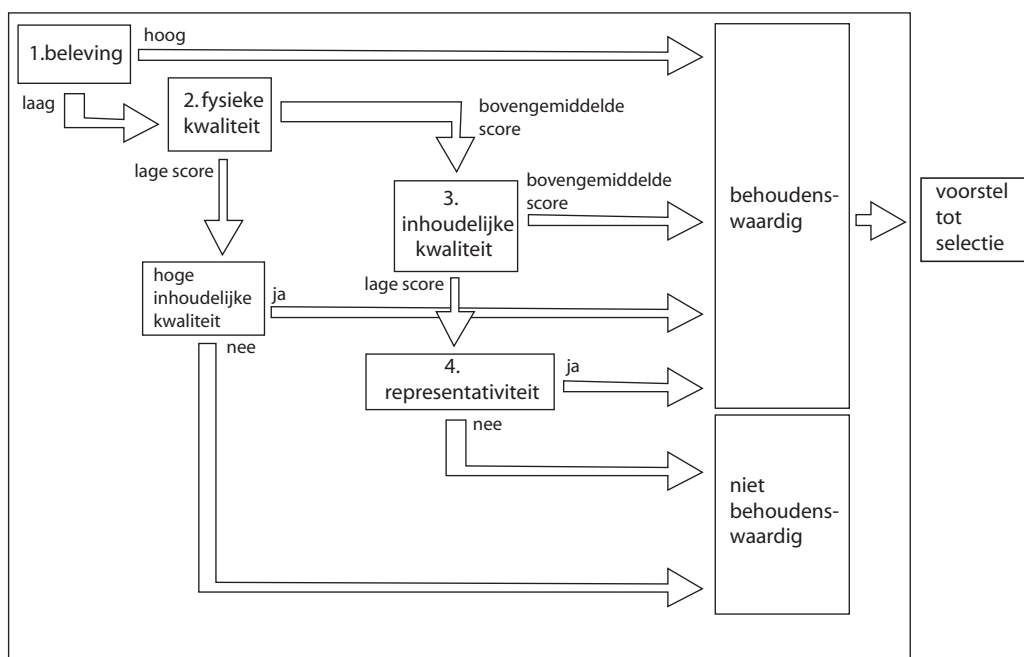 hoog
1.beleving
laag
2.fysieke
kwaliteit
bovengemiddelde
score
lage score
3.
inhoudelijke
kwaliteit
bovengemiddelde
score
behoudens-
waardig
voorstel
tot
selectie
hoge
inhoudelijke
kwaliteit
ja
lage score
nee
4.
representativiteit
ja
nee
niet
behoudens-
waardig